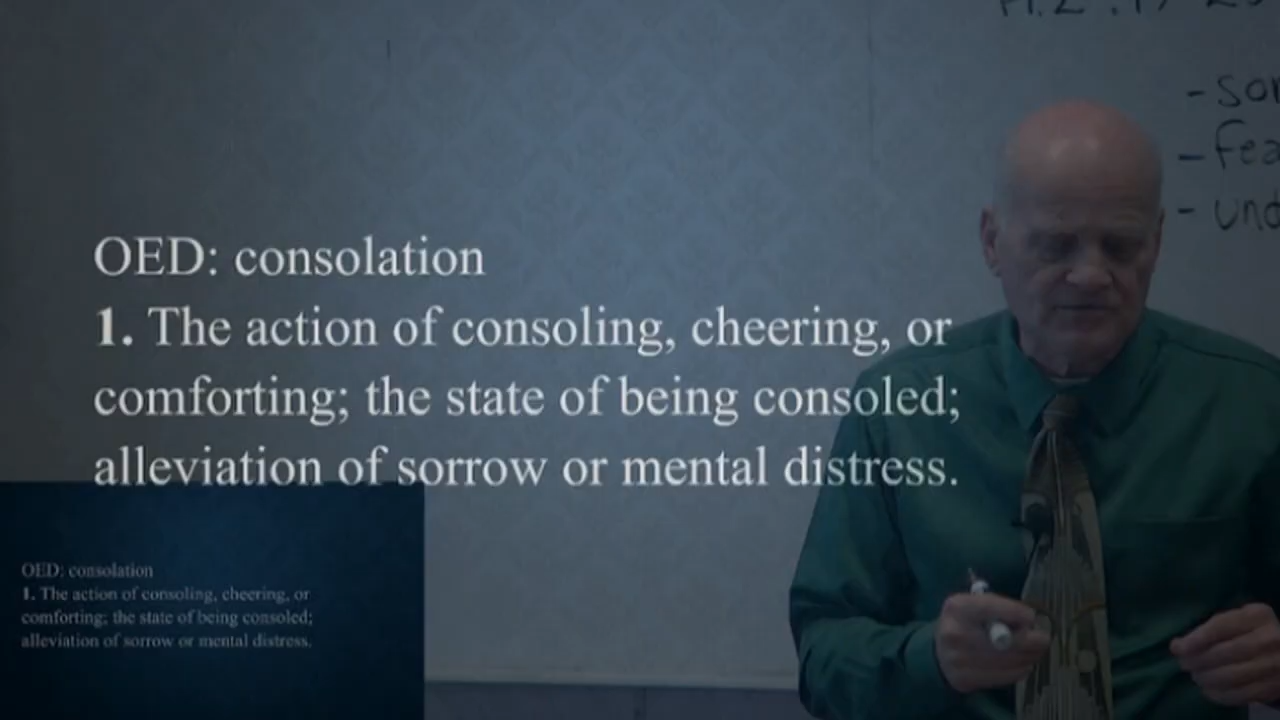 OED: consolation
1. The action of consoling, cheering, or
comforting; the state of being consoled;
alleviation of sorrow or mental distress.
OED: consolation
1. The action of consoling, cheering, or
comforting; the state of being consoled;
alleviation of sorrow or mental distress.